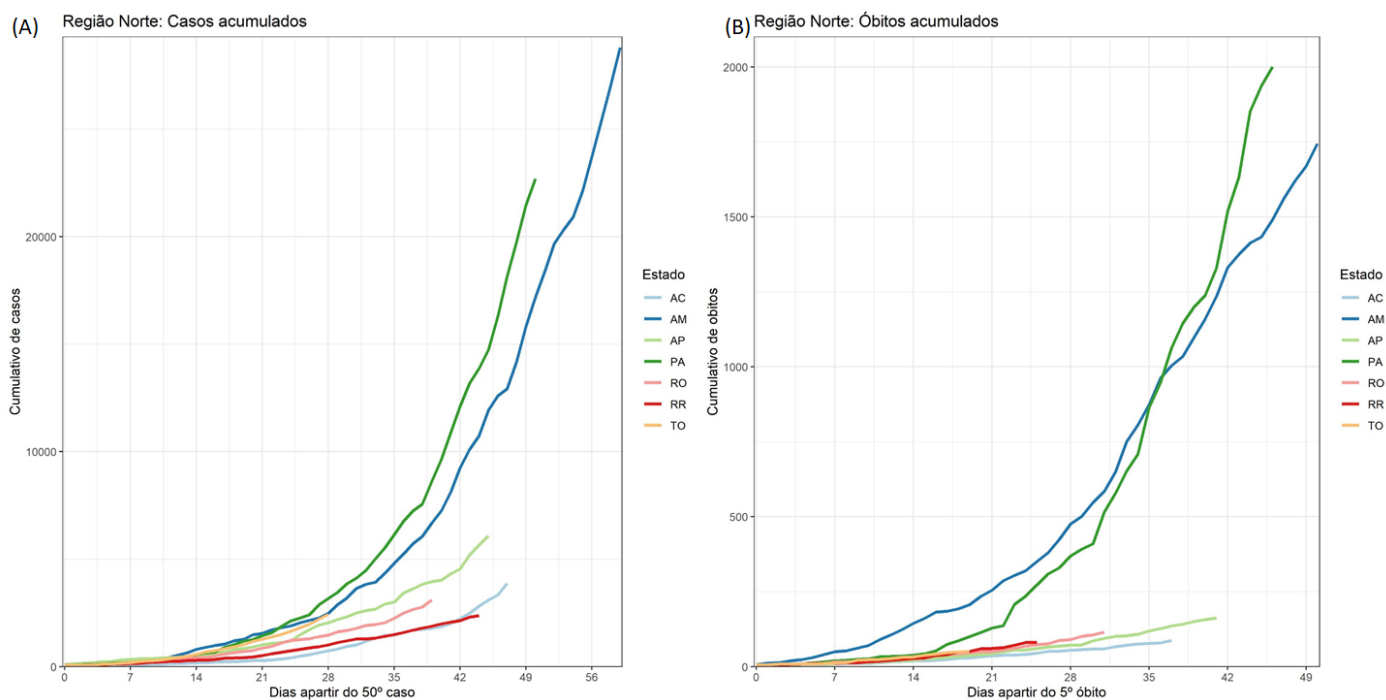 (A)
Região Norte: Casos acumulados
Cumulativo de casos
20000
10000
0
0 7 14 21 28 35 42 49 56
Dias apartir do 50º caso
Estado
AC
AM
AP
PA
RO
RR
TO
(B)
Região Norte: Óbitos acumulados
Cumulativo de obitos
2000
1500
1000
500
0
0 7 14 21 28 35 42 49
Dias apartir do 5º óbito
Estado
AC
AM
AP
PA
RO
RR
TO